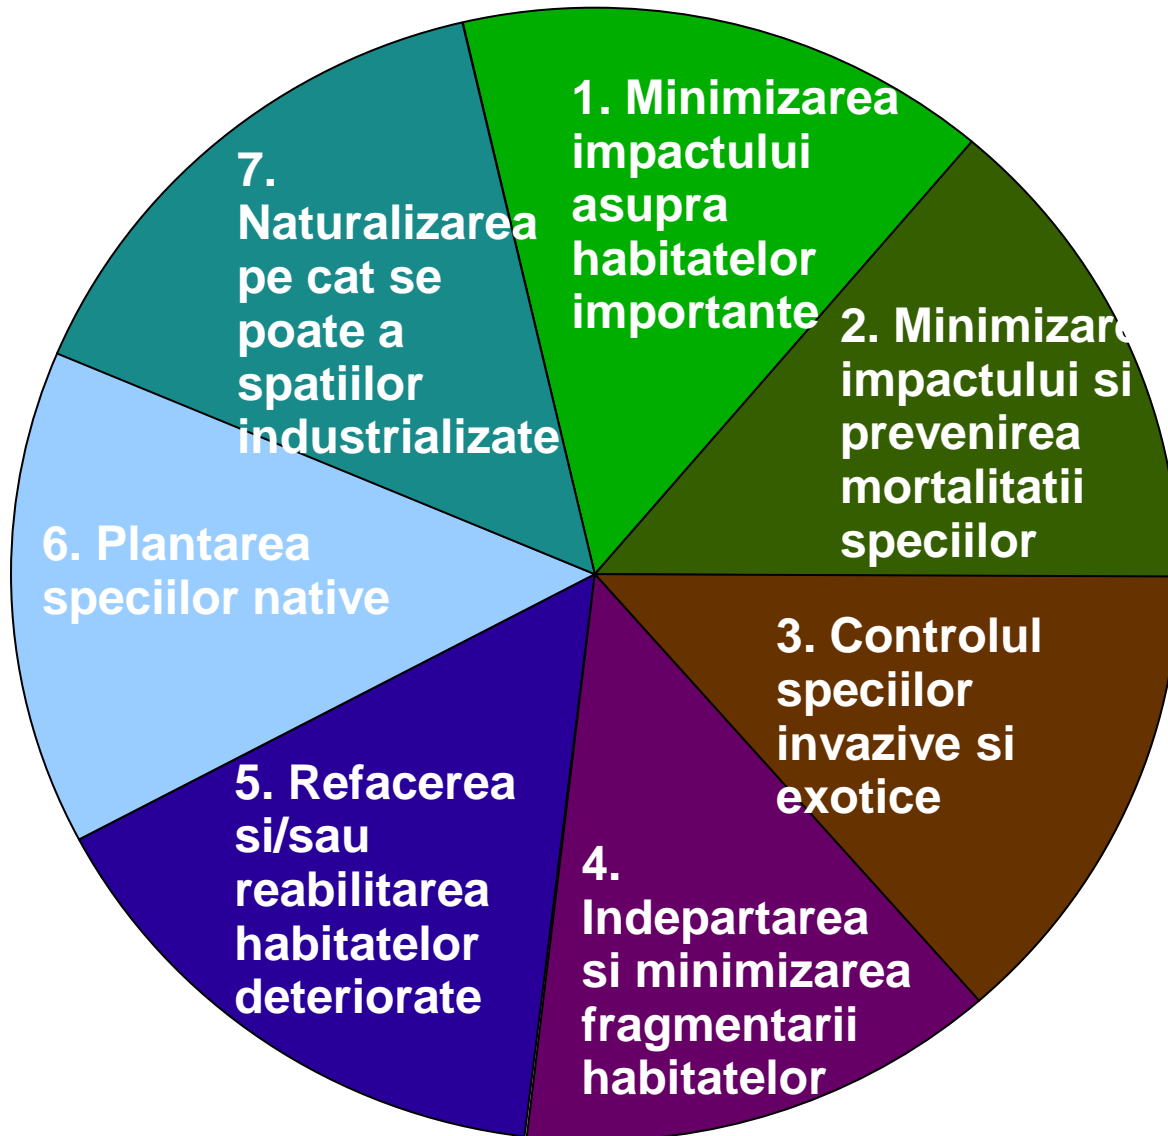 1. Minimizarea
impactului
asupra
habitatelor
importante
2. Minimizare
impactului si
prevenirea
mortalitatii
speciilor
3. Controlul
speciilor
invazive si
exotice
4.
Indepartarea
si minimizarea
fragmentarii
habitatelor
5. Refacerea
si/sau
reabilitarea
habitatelor
deteriorate
6. Plantarea
speciilor native
7.
Naturalizarea
pe cat se
poate a
spatiilor
industrializate